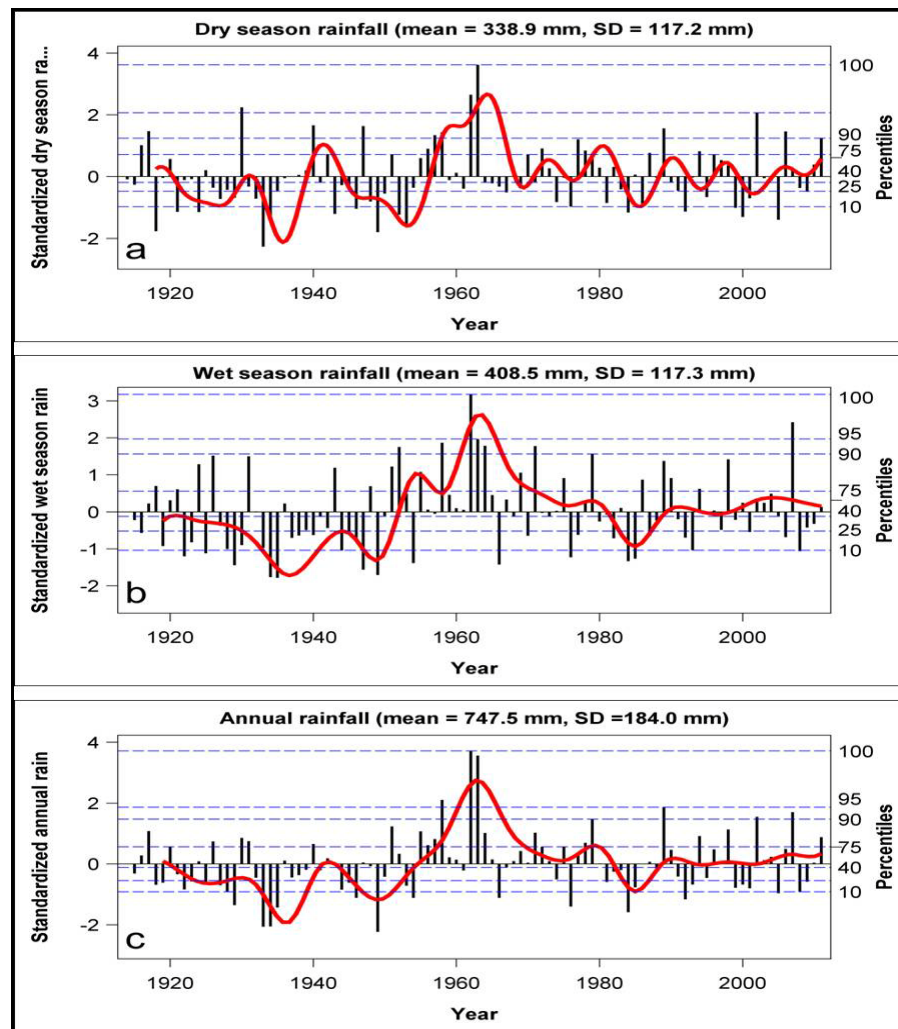 Dry season rainfall (mean = 338.9 mm, SD = 117.2 mm)
Standardized dry season ra...
4
2
0
-2
100
90
75
40
25
10
Percentiles
a
1920 1940 1960 1980 2000
Year
Wet season rainfall (mean = 408.5 mm, SD = 117.3 mm)
Standardized wet season rain
3
2
1
0
-1
-2
100
95
90
75
40
25
10
Percentiles
b
1920 1940 1960 1980 2000
Year
Annual rainfall (mean = 747.5 mm, SD =184.0 mm)
Standardized annual rain
4
2
0
-2
100
95
90
75
40
10
Percentiles
c
1920 1940 1960 1980 2000
Year